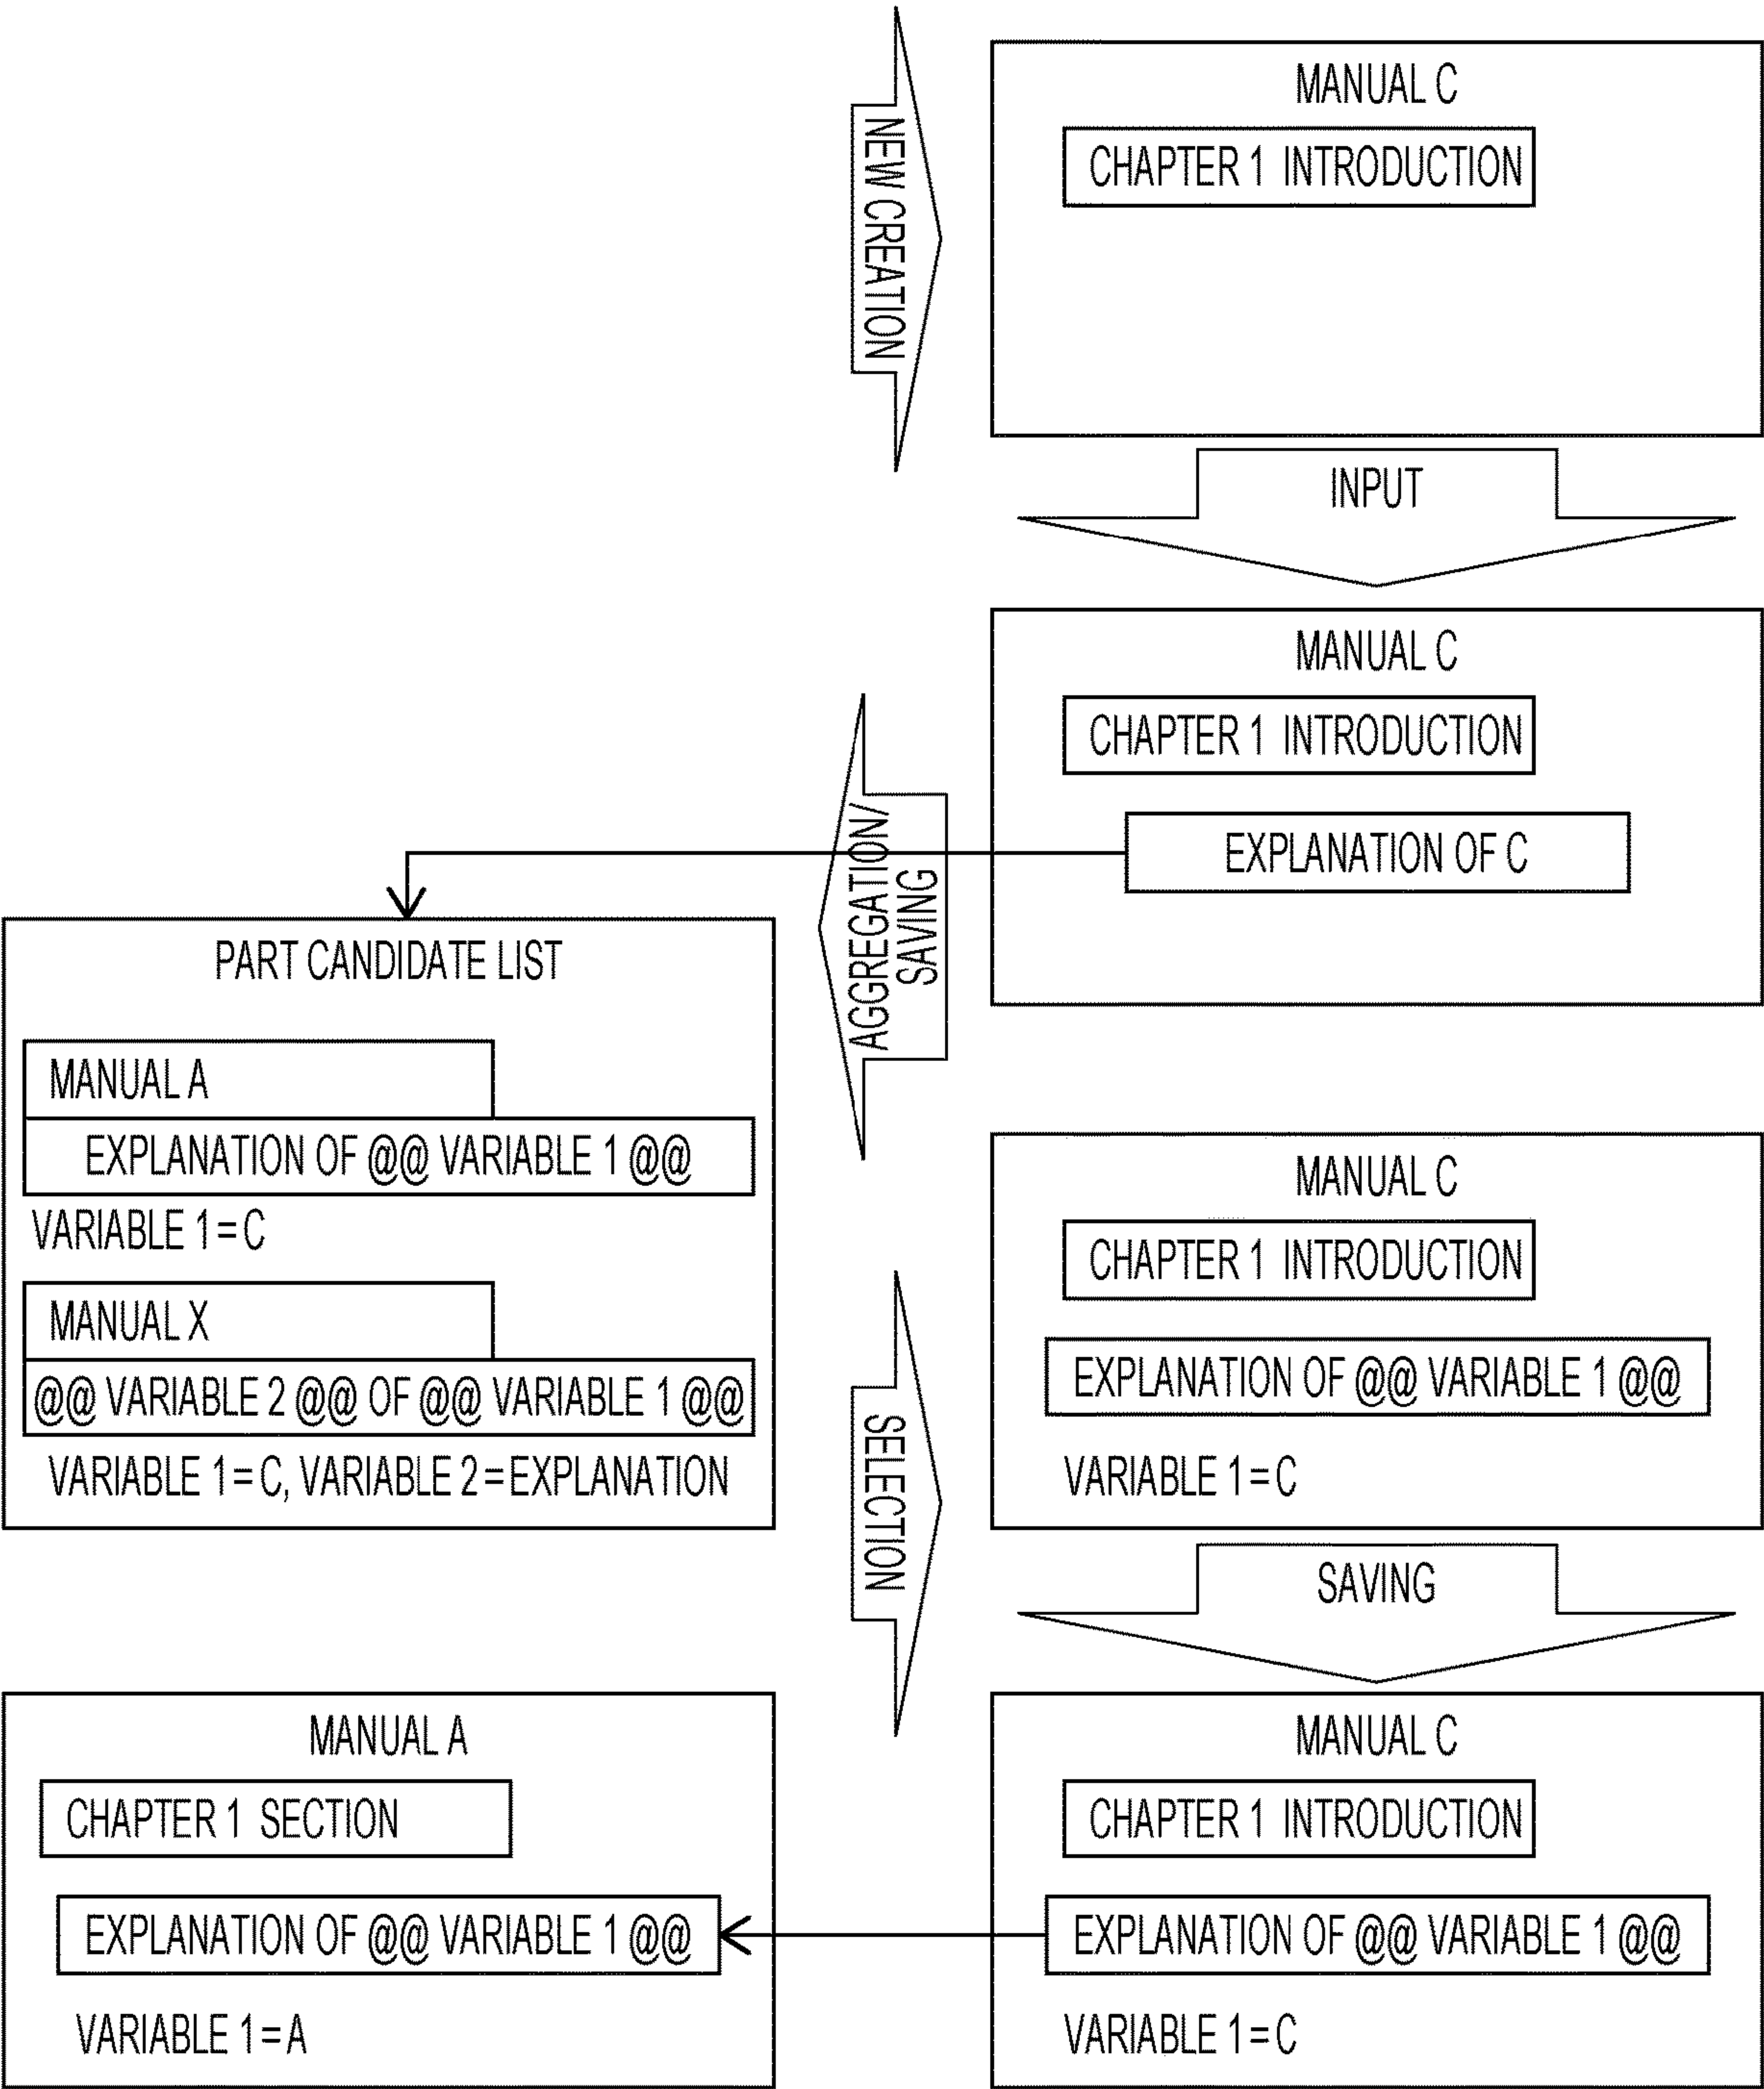 NEW CREATION
MANUAL C
CHAPTER 1 INTRODUCTION
INPUT
MANUAL C
CHAPTER 1 INTRODUCTION
EXPLANATION OF C
AGGREGATION/
SAVING
PART CANDIDATE LIST
MANUAL A
EXPLANATION OF @@ VARIABLE 1 @@
VARIABLE 1 = C
MANUAL X
@@ VARIABLE 2 @@ OF @@ VARIABLE 1 @@
VARIABLE 1 = C, VARIABLE 2 = EXPLANATION
SELECTION
MANUAL C
CHAPTER 1 INTRODUCTION
EXPLANATION OF @@ VARIABLE 1 @@
VARIABLE 1 = C
SAVING
MANUAL C
CHAPTER 1 INTRODUCTION
EXPLANATION OF @@ VARIABLE 1 @@
VARIABLE 1 = C
MANUAL A
CHAPTER 1 SECTION
EXPLANATION OF @@ VARIABLE 1 @@
VARIABLE 1 = A